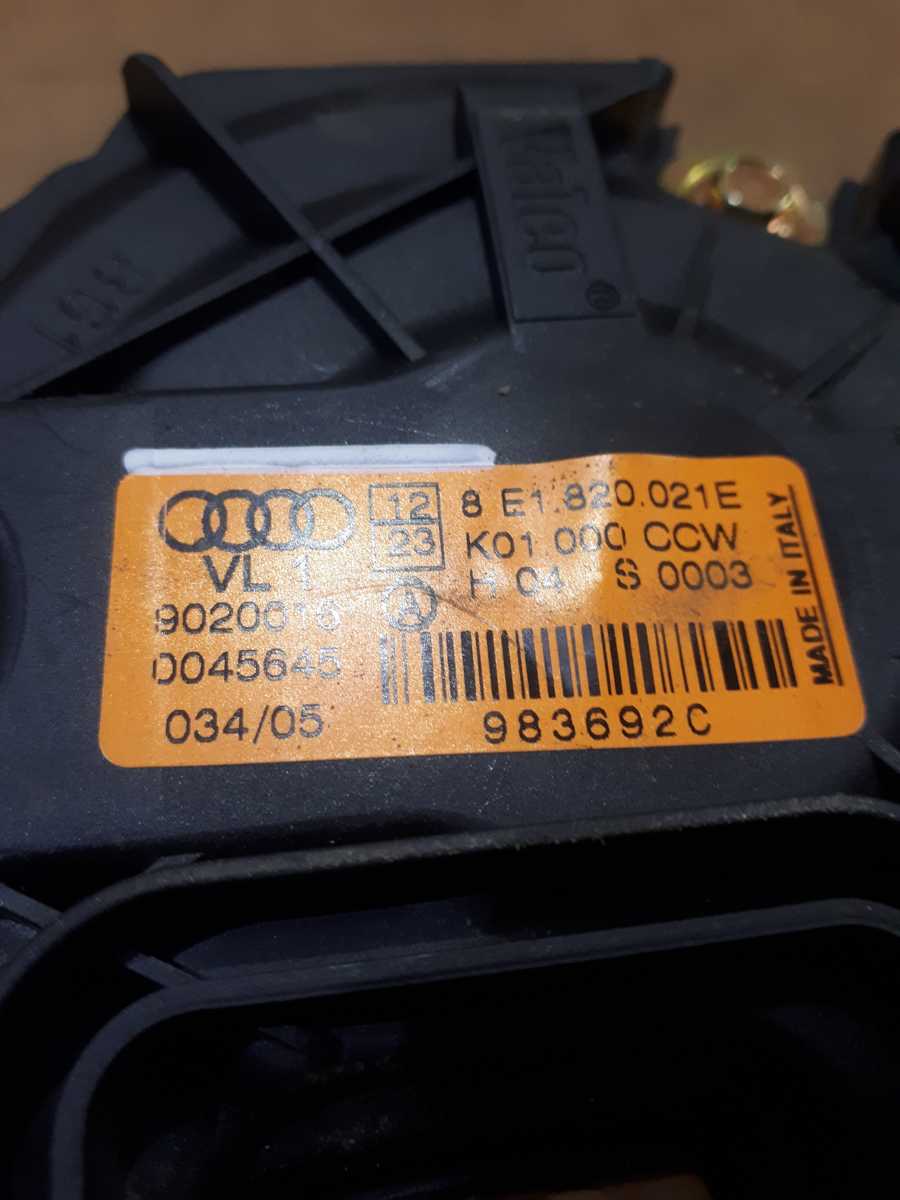 Valeo®
12
23
8 E1.820.021E
K01 000 CCW
H 04 S 0003
VL 1
A
0045645
034/05
983692C
MADE IN ITALY